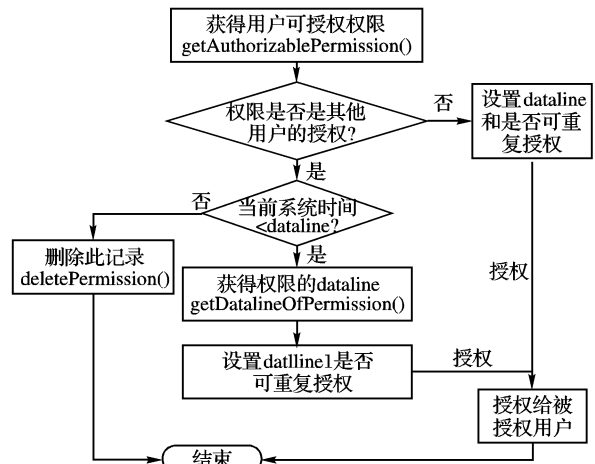 获得用户可授权权限
getAuthorizablePermission()
权限是否是其他
用户的授权?
否
设置dataline
和是否可重
复授权
是
否
当前系统时间
<dataline?
删除此记录
deletePermission()
是
授权
获得权限的dataline
getDatalineOfPermission()
设置datlline1是否
可重复授权
授权
授权给被
授权用户
结束